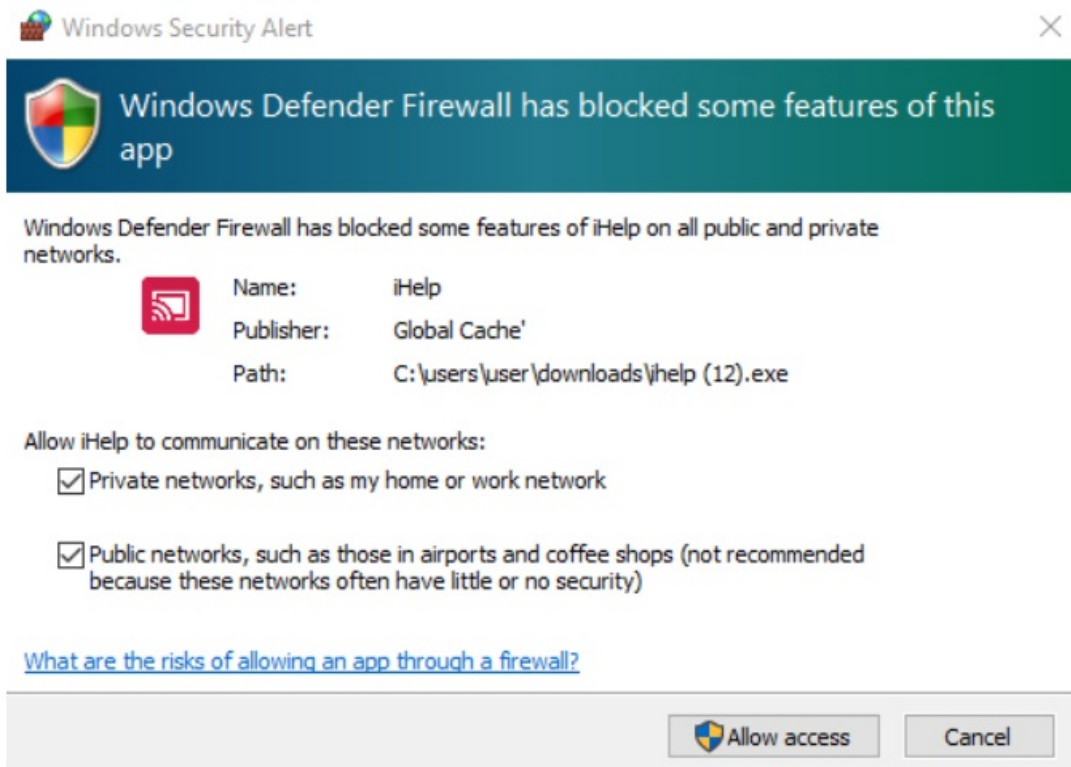 Windows Security Alert
Windows Defender Firewall has blocked some features of this
app
Windows Defender Firewall has blocked some features of iHelp on all public and private
networks.
Name: iHelp
Publisher: Global Cache'
Path: C:\users\user\downloads\ihelp (12).exe
Allow iHelp to communicate on these networks:
Private networks, such as my home or work network
Public networks, such as those in airports and coffee shops (not recommended
because these networks often have little or no security)
What are the risks of allowing an app through a firewall?
Allow access Cancel